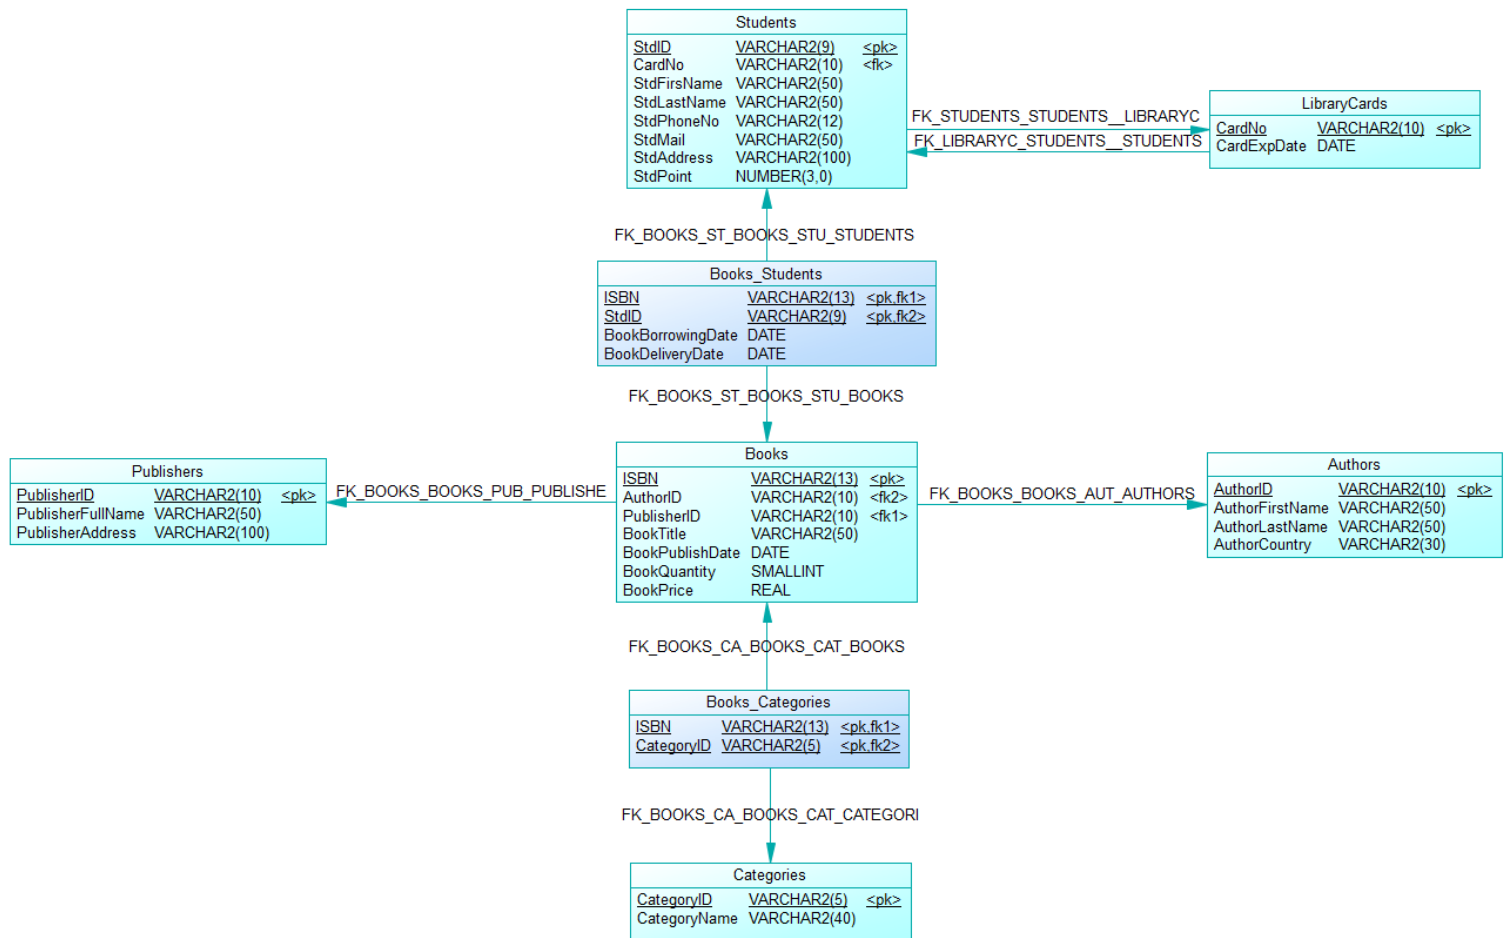 Students
StdID VARCHAR2(9) <pk>
CardNo VARCHAR2(10) <fk>
StdFirsName VARCHAR2(50)
StdLastName VARCHAR2(50)
StdPhoneNo VARCHAR2(12)
StdMail VARCHAR2(50)
StdAddress VARCHAR2(100)
StdPoint NUMBER(3,0)
FK_STUDENTS_STUDENTS__LIBRARYC
FK_LIBRARYC_STUDENTS__STUDENTS
LibraryCards
CardNo VARCHAR2(10) <pk>
CardExpDate DATE
FK_BOOKS_ST_BOOKS_STU_STUDENTS
Books_Students
ISBN VARCHAR2(13) <pk,fk1>
StdID VARCHAR2(9) <pk,fk2>
BookBorrowingDate DATE
BookDeliveryDate DATE
FK_BOOKS_ST_BOOKS_STU_BOOKS
Publishers
PublisherID VARCHAR2(10) <pk>
PublisherFullName VARCHAR2(50)
PublisherAddress VARCHAR2(100)
FK_BOOKS_BOOKS_PUB_PUBLISHE
Books
ISBN VARCHAR2(13) <pk>
AuthorID VARCHAR2(10) <fk2>
PublisherID VARCHAR2(10) <fk1>
BookTitle VARCHAR2(50)
BookPublishDate DATE
BookQuantity SMALLINT
BookPrice REAL
FK_BOOKS_BOOKS_AUT_AUTHORS
Authors
AuthorID VARCHAR2(10) <pk>
AuthorFirstName VARCHAR2(50)
AuthorLastName VARCHAR2(50)
AuthorCountry VARCHAR2(30)
FK_BOOKS_CA_BOOKS_CAT_BOOKS
Books_Categories
ISBN VARCHAR2(13) <pk,fk1>
CategoryID VARCHAR2(5) <pk,fk2>
FK_BOOKS_CA_BOOKS_CAT_CATEGORI
Categories
CategoryID VARCHAR2(5) <pk>
CategoryName VARCHAR2(40)